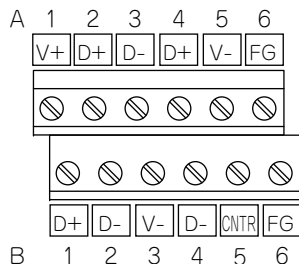 A 1 2 3 4 5 6
V+ D+ D- D+ V- FG
D+ D- V- D- CNTR FG
B 1 2 3 4 5 6